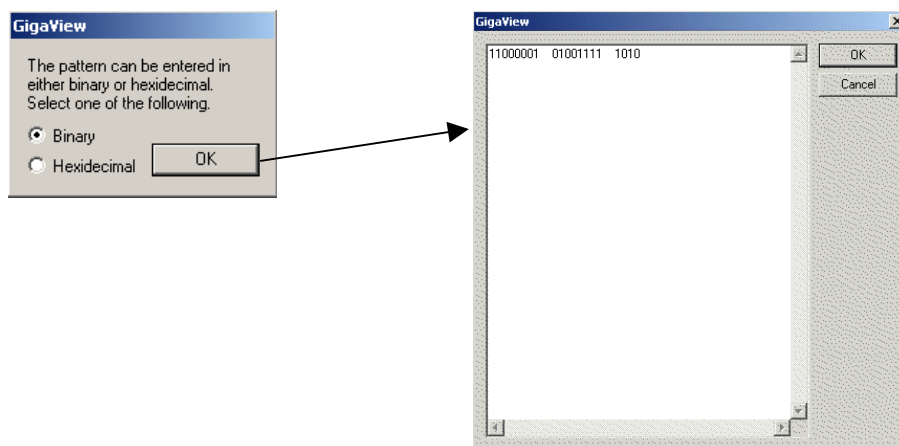 GigaView
The pattern can be entered in
either binary or hexidecimal.
Select one of the following.
Binary
Hexidecimal
OK
GigaView
11000001 01001111 1010
OK
Cancel